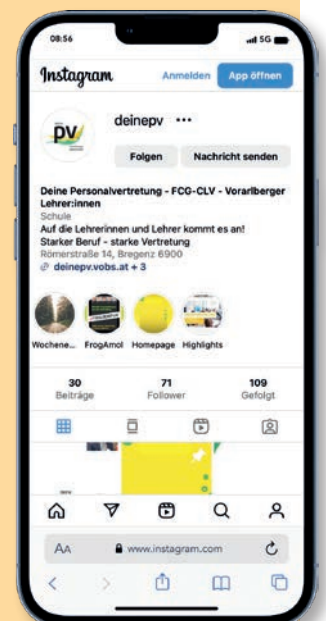 08:56
5G
Instagram
Anmelden
App öffnen
pv
deinepv
Folgen
Nachricht senden
Deine Personalvertretung - FCG-CLV - Vorarlberger
Lehrer:innen
Schule
Auf die Lehrerinnen und Lehrer kommt es an!
Starker Beruf - starke Vertretung
Römerstraße 14, Bregenz 6900
deinepv.vobs.at + 3
Wochene...
FrogAmol
Homepage
Highlights
30
71
109
Beiträge
Follower
Gefolgt
AA
www.instagram.com